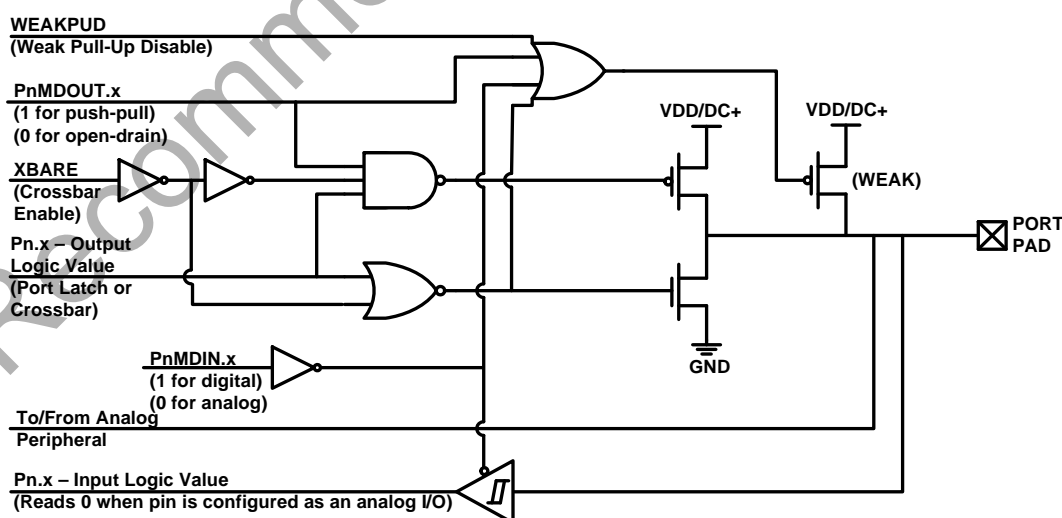 WEAKPUD
(Weak Pull-Up Disable)
PnMDOUT.x
(1 for push-pull)
(0 for open-drain)
XBARE
(Crossbar
Enable)
Pn.x – Output
Logic Value
(Port Latch or
Crossbar)
PnMDIN.x
(1 for digital)
(0 for analog)
To/From Analog
Peripheral
Pn.x – Input Logic Value
(Reads 0 when pin is configured as an analog I/O)
VDD/DC+
VDD/DC+
(WEAK)
PORT
PAD
GND
Recomm